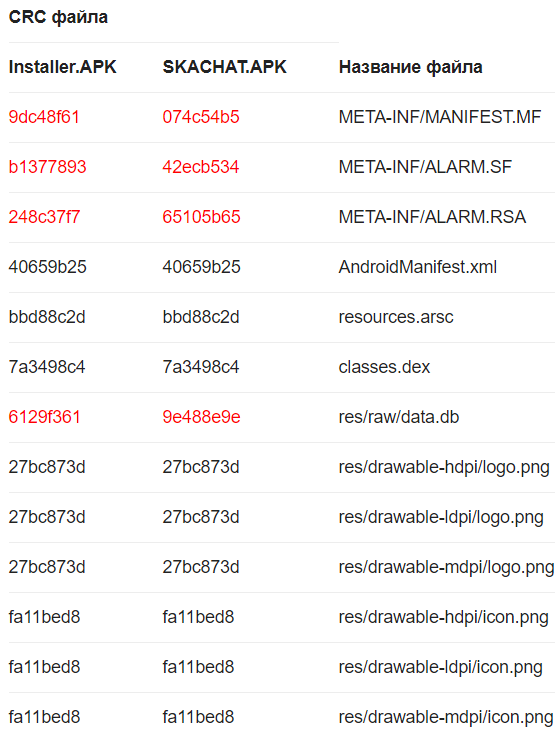 CRC файла
Installer.APK SKACHAT.APK Название файла
9dc48f61 074c54b5 META-INF/MANIFEST.MF
b1377893 42ecb534 META-INF/ALARM.SF
248c37f7 65105b65 META-INF/ALARM.RSA
40659b25 40659b25 AndroidManifest.xml
bbd88c2d bbd88c2d resources.arsc
7a3498c4 7a3498c4 classes.dex
6129f361 9e488e9e res/raw/data.db
27bc873d 27bc873d res/drawable-hdpi/logo.png
27bc873d 27bc873d res/drawable-ldpi/logo.png
27bc873d 27bc873d res/drawable-mdpi/logo.png
fa11bed8 fa11bed8 res/drawable-hdpi/icon.png
fa11bed8 fa11bed8 res/drawable-ldpi/icon.png
fa11bed8 fa11bed8 res/drawable-mdpi/icon.png